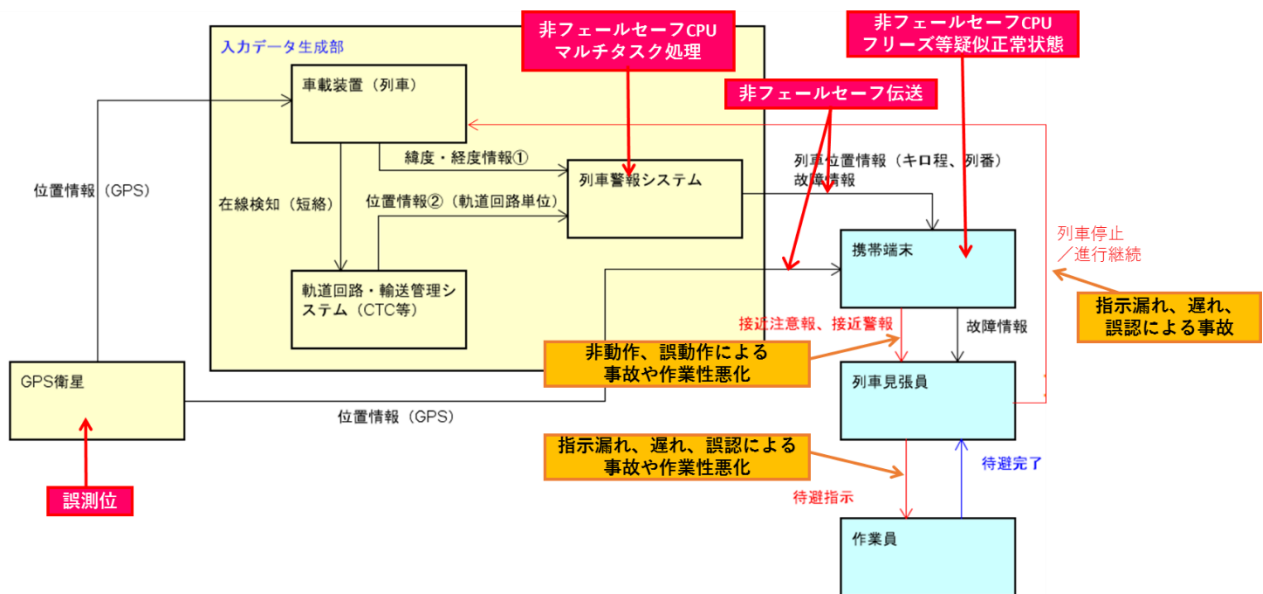 入力データ生成部
非フェールセーフCPU
マルチタスク処理
非フェールセーフCPU
フリーズ等疑似正常状態
車載装置（列車）
非フェールセーフ伝送
緯度・経度情報①
列車位置情報（キロ程、列番）
故障情報
位置情報（GPS）
列車警報システム
在線検知（短絡）
位置情報②（軌道回路単位）
携帯端末
列車停止
／進行継続
軌道回路・輸送管理シ
ステム（CTC等）
指示漏れ、遅れ、
誤認による事故
接近注意報、接近警報
故障情報
非動作、誤動作による
事故や作業性悪化
GPS衛星
列車見張員
位置情報（GPS）
指示漏れ、遅れ、誤認による
事故や作業性悪化
待避完了
誤測位
待避指示
作業員